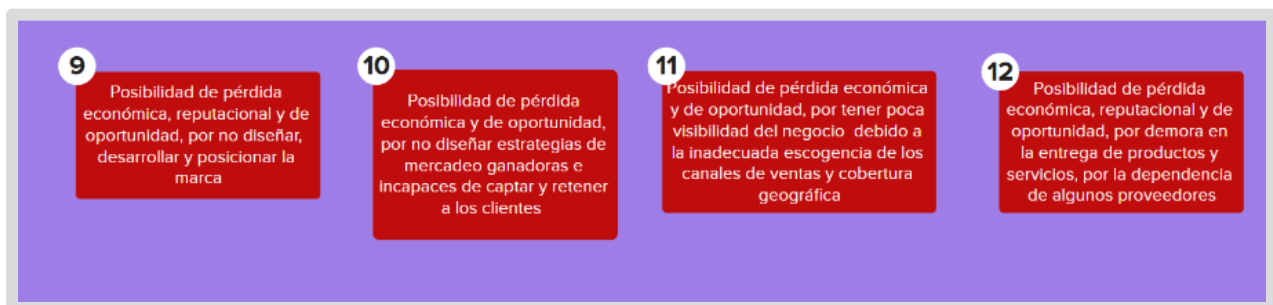 9
Posibilidad de pérdida
económica, reputacional y de
oportunidad, por no diseñar,
desarrollar y posicionar la
marca
10
Posibilidad de pérdida
económica y de oportunidad,
por no diseñar estrategias de
mercadeo ganadoras e
incapaces de captar y retener
a los clientes
11
Posibilidad de pérdida económica
y de oportunidad, por tener poca
visibilidad del negocio debido a
la inadecuada escogencia de los
canales de ventas y cobertura
geográfica
12
Posibilidad de pérdida
económica, reputacional y de
oportunidad, por demora en
la entrega de productos y
servicios, por la dependencia
de algunos proveedores